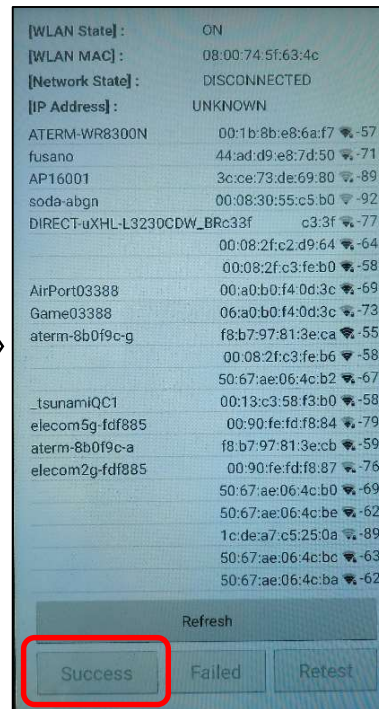 [WLAN State] : ON
[WLAN MAC] : 08:00:74:5f:63:4c
[Network State] : DISCONNECTED
[IP Address] : UNKNOWN
ATERM-WR8300N 00:1b:8b:e8:6a:f7 -57
fusano 44:ad:d9:e8:7d:50 -71
AP16001 3c:ce:73:de:69:80 -89
soda-abgn 00:08:30:55:c5:b0 -92
DIRECT-uXHL-L3230CDW_BRc33f c3:3f -77
00:08:2f:c2:d9:64 -64
00:08:2f:c3:fe:b0 -58
AirPort03388 00:a0:b0:f4:0d:3c -69
Game03388 06:a0:b0:f4:0d:3c -73
aterm-8b0f9c-g f8:b7:97:81:3e:ca -55
00:08:2f:c3:fe:b6 -58
50:67:ae:06:4c:b2 -67
_tsunamiQC1 00:13:c3:58:f3:b0 -58
elecom5g-fdf885 00:90:fe:fd:f8:84 -79
aterm-8b0f9c-a f8:b7:97:81:3e:cb -59
elecom2g-fdf885 00:90:fe:fd:f8:87 -76
50:67:ae:06:4c:b0 -69
50:67:ae:06:4c:be -62
1c:de:a7:c5:25:0a -89
50:67:ae:06:4c:bc -63
50:67:ae:06:4c:ba -62
Refresh
Success Failed Retest